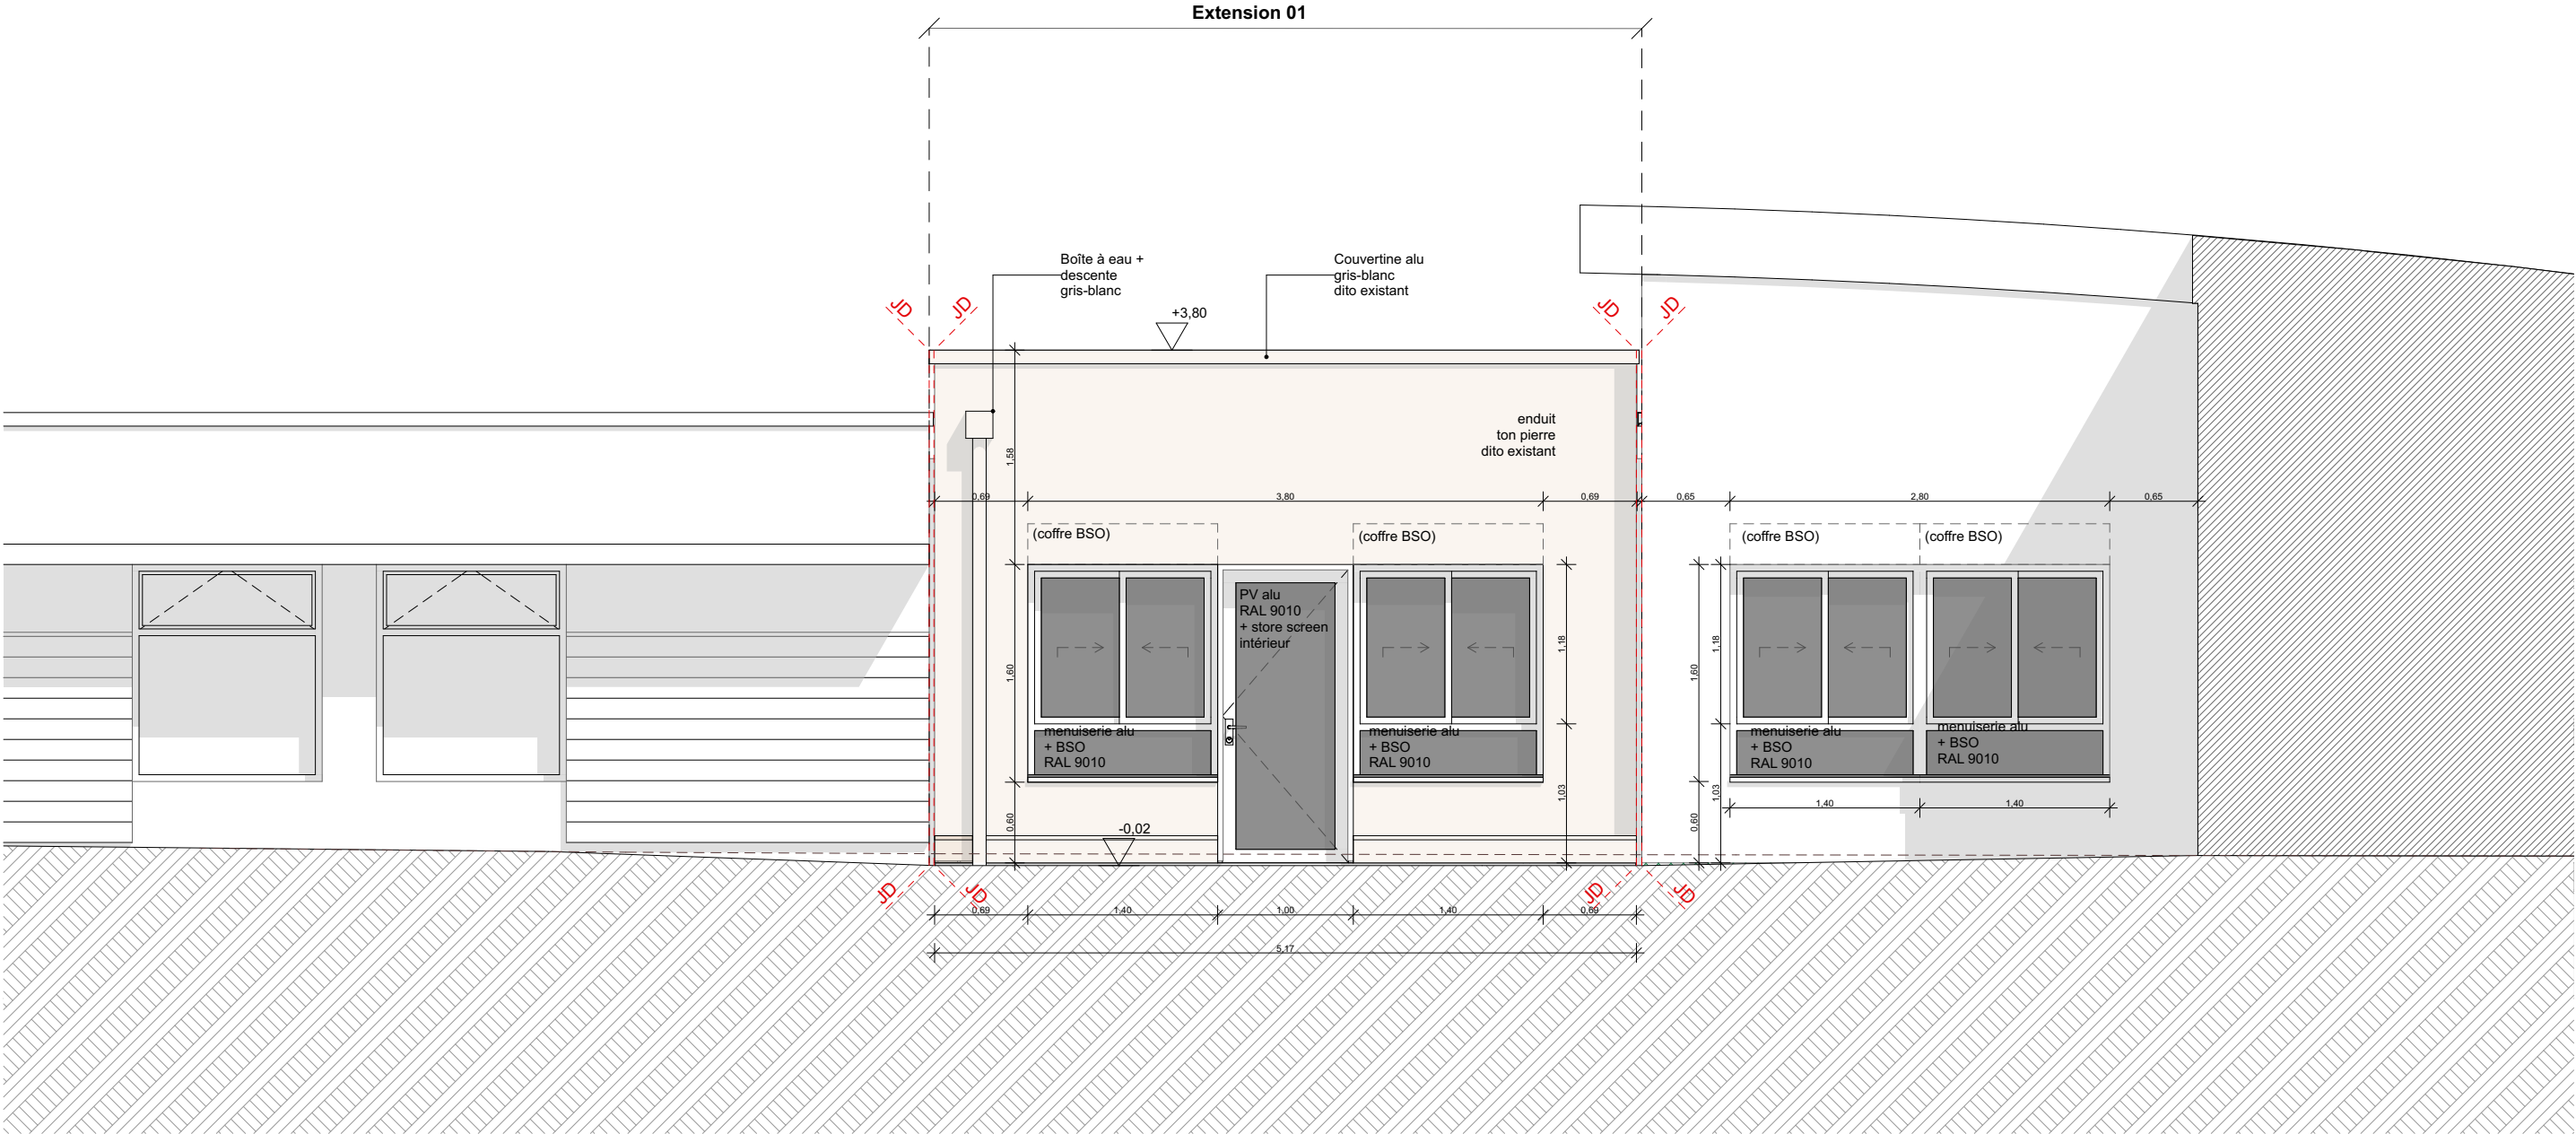 Extension 01
Boîte à eau +
descente
gris-blanc
Couvertine alu
gris-blanc
dito existant
JD
JD
JD
JD
+3,80
enduit
ton pierre
dito existant
1,58
0,69
3,80
0,69
0,65
2,80
0,65
(coffre BSO)
(coffre BSO)
(coffre BSO)
(coffre BSO)
PV alu
RAL 9010
+ store screen
intérieur
1,60
1,18
1,60
1,18
menuiserie alu
+ BSO
RAL 9010
menuiserie alu
+ BSO
RAL 9010
menuiserie alu
+ BSO
RAL 9010
menuiserie alu
+ BSO
RAL 9010
1,03
1,03
1,40
1,40
0,60
-0,02
0,60
JD
JD
JD
JD
0,69
1,40
1,00
1,40
0,69
5,17